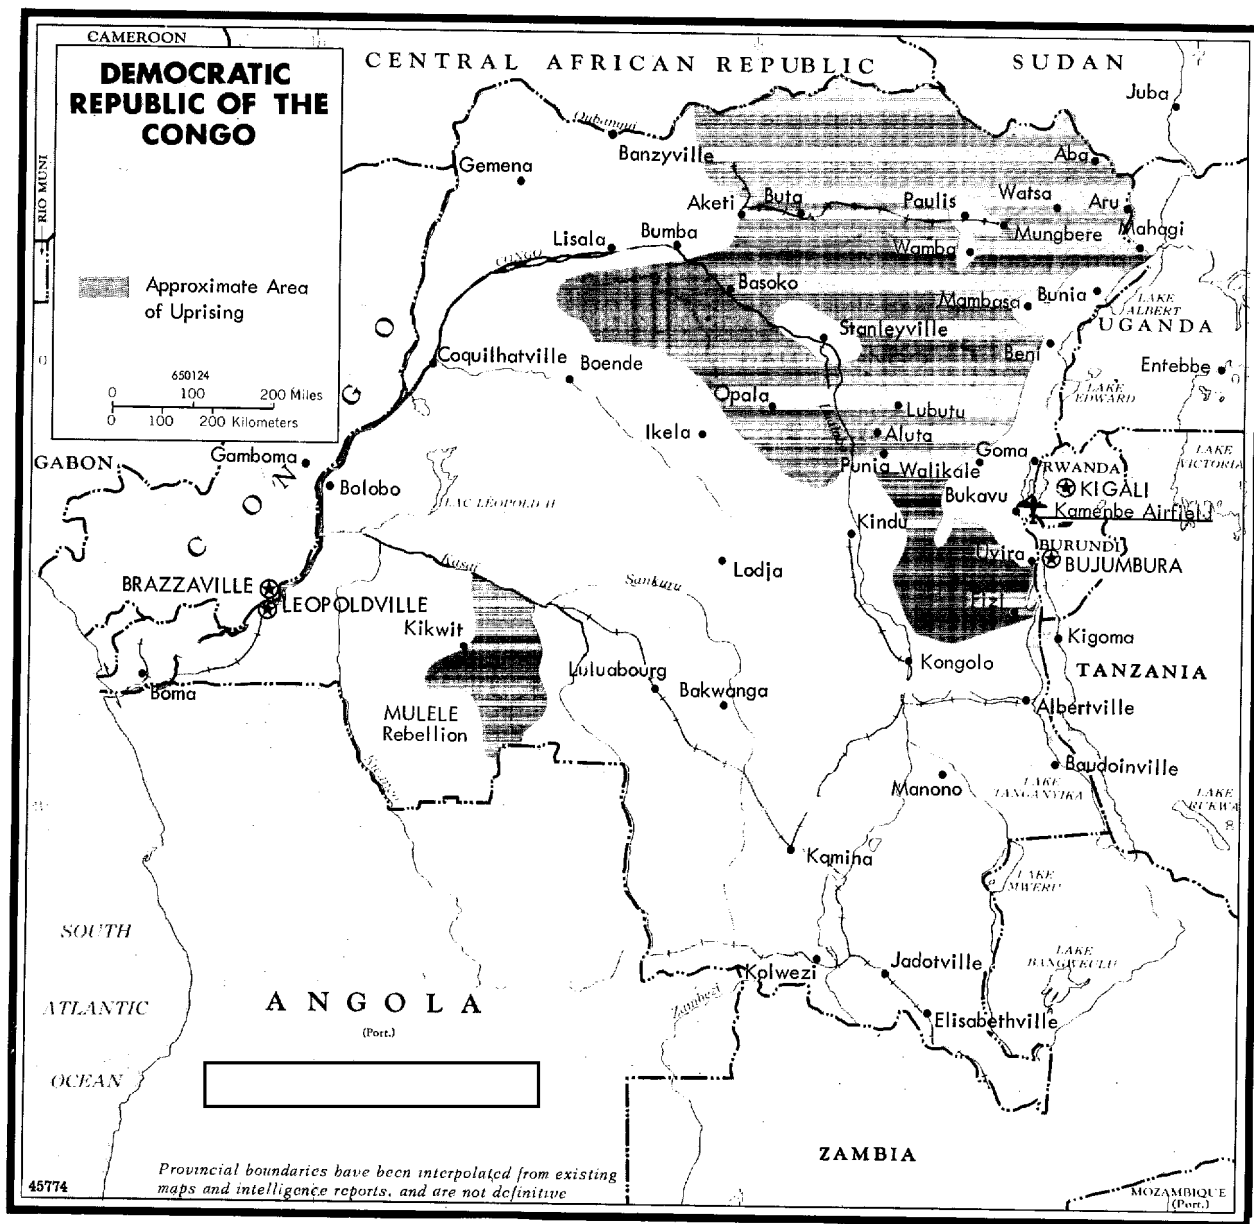 CAMEROON
DEMOCRATIC
REPUBLIC OF THE
CONGO
CENTRAL AFRICAN REPUBLIC
SUDAN
Juba
RIO MUNI
Oubangui
Banzyville
Gemena
Aba
Aketi
Buta
Paulis
Watsa
Aru
Mungbere
Mahagi
Wamba
Lisala
Bumba
CONGO
Approximate Area
of Uprising
Basoko
Mambasa
Bunia
LAKE
ALBERT
UGANDA
Stanleyville
Beni
Entebbe
Coquilhatville
Boende
650124
0 100 200 Miles
0 100 200 Kilometers
LAKE
EDWARD
Opala
Lubutu
Ikela
Aluta
Punia
Walikale
Goma
RWANDA
LAKE
VICTORIA
GABON
Gamboma
CONGO
Bolobo
LAC LÉOPOLD II
KIGALI
Bukavu
Kamenbe Airfield
Kindu
Uvira
BURUNDI
BUJUMBURA
Kasai
Sankuru
Lodja
BRAZZAVILLE
LEOPOLDVILLE
Fizi
Kikwit
Kigoma
Kongolo
TANZANIA
Luluabourg
Bakwanga
Boma
Albertville
MULELE
Rebellion
Baudoinville
Manono
LAKE
TANGANYIKA
LAKE
RUKWA
8
Kamina
LAKE
MWERU
SOUTH
ATLANTIC
OCEAN
ANGOLA
(Port.)
Kolwezi
Jadotville
LAKE
BANGWEULU
Zambesi
Elisabethville
ZAMBIA
Provincial boundaries have been interpolated from existing
maps and intelligence reports, and are not definitive
45774
MOZAMBIQUE
(Port.)